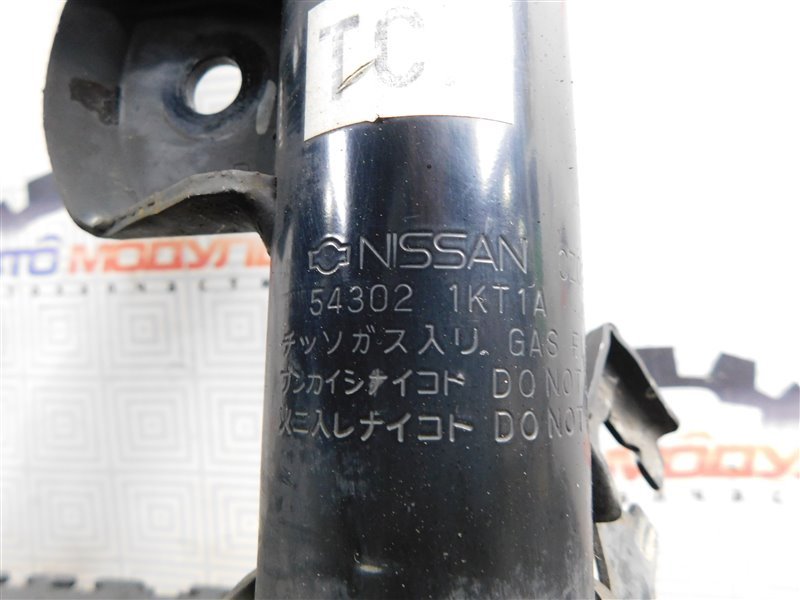 TC
NISSAN
54302 1KT1A
チッソガス入リ GAS
ブンカイシナイコト DO NOT
火ニ入レナイコト DO NOT
МОДУЛЬ